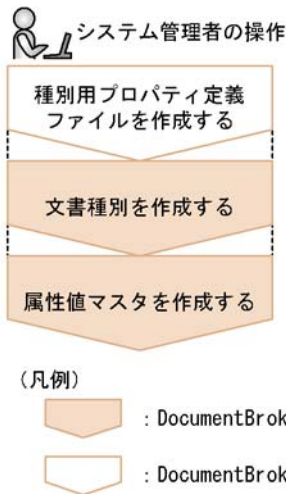 システム管理者の操作
種別用プロパティ定義
ファイルを作成する
文書種別を作成する
属性値マスタを作成する
（凡例）
：DocumentBrok
：DocumentBrok